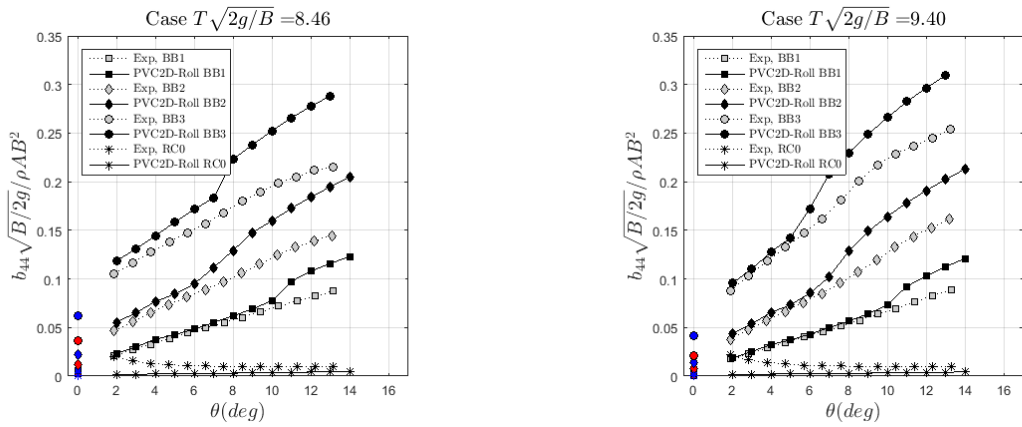 Case T√2g/B =8.46
0.35
0.3
0.25
0.2
0.15
0.1
0.05
0
b44√B/2g/ρAB²
Exp, BB1
PVC2D-Roll BB1
Exp, BB2
PVC2D-Roll BB2
Exp, BB3
PVC2D-Roll BB3
Exp, RC0
PVC2D-Roll RC0
0 2 4 6 8 10 12 14 16
θ(deg)
Case T√2g/B =9.40
0.35
0.3
0.25
0.2
0.15
0.1
0.05
0
b44√B/2g/ρAB²
Exp, BB1
PVC2D-Roll BB1
Exp, BB2
PVC2D-Roll BB2
Exp, BB3
PVC2D-Roll BB3
Exp, RC0
PVC2D-Roll RC0
0 2 4 6 8 10 12 14 16
θ(deg)